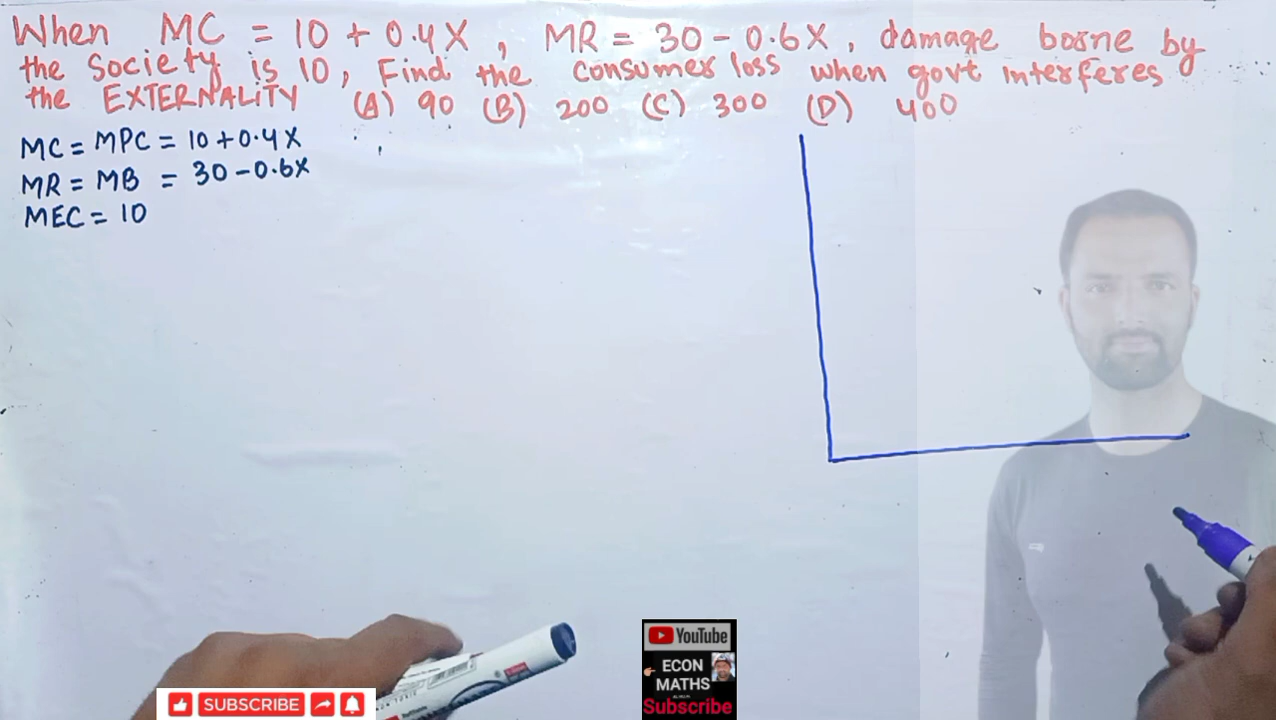 When MC = 10 + 0.4X, MR = 30 - 0.6X, damage borne by
the Society is 10, Find the consumer loss when govt interferes
the EXTERNALITY (A) 90 (B) 200 (C) 300 (D) 400
MC = MPC = 10 + 0.4X
MR = MB = 30 - 0.6X
MEC = 10
YouTube
ECON
MATHS
Subscribe
SUBSCRIBE